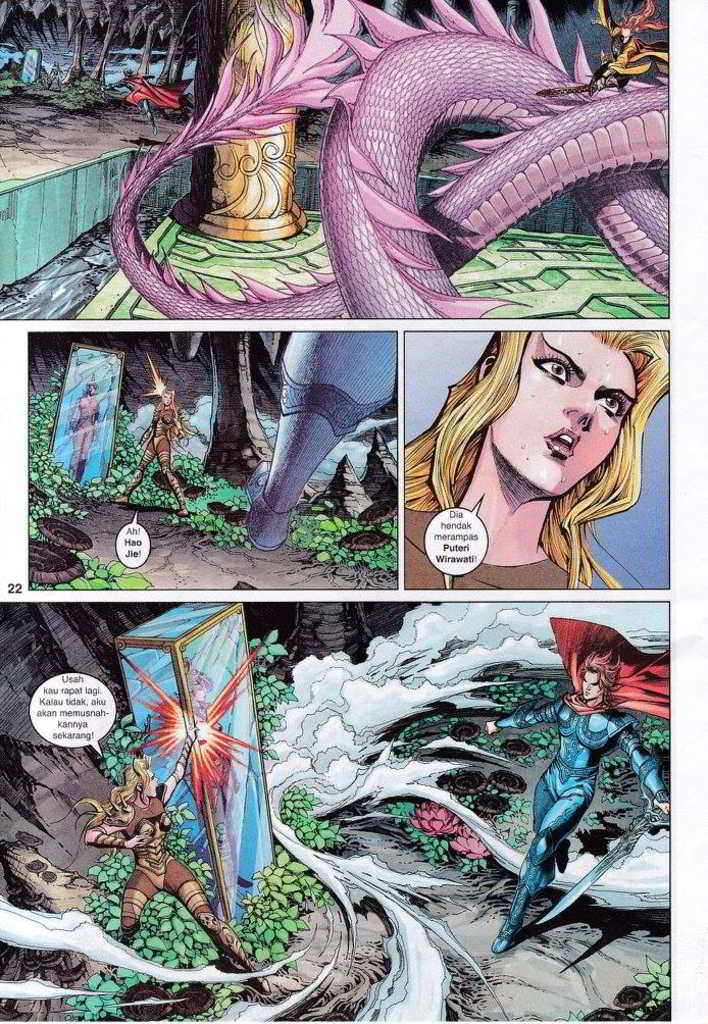 Ah!
Hao
Jie!
Dia
hendak
merampas
Puteri
Wirawati!
22
Usah
kau rapat lagi.
Kalau tidak, aku
akan memusnah-
kannya
sekarang!